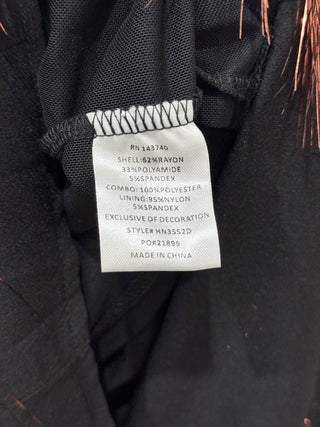 RN 143740
SHELL:62%RAYON
33%POLYAMIDE
5%SPANDEX
COMBO: 100%POLYESTER
LINING:95%NYLON
5%SPANDEX
EXCLUSIVE OF DECORATION
STYLE# HN3552D
PO#21899
MADE IN CHINA